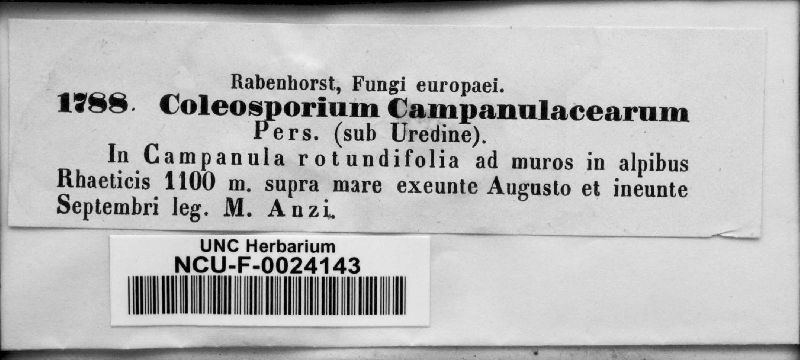 Rabenhorst, Fungi europaei.
1788. Coleosporium Campanulacearum
Pers. (sub Uredine).
In Campanula rotundifolia ad muros in alpibus
Rhaeticis 1100 m. supra mare exeunte Augusto et ineunte
Septembri leg. M. Anzi.
UNC Herbarium
NCU-F-0024143